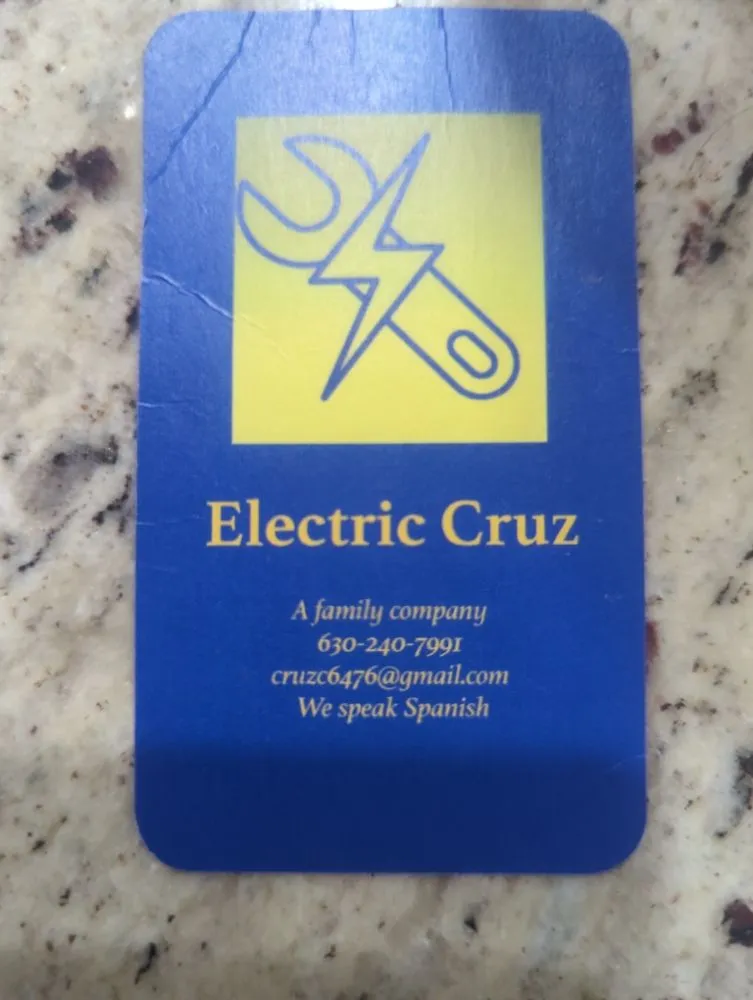 Electric Cruz
A family company
630-240-7991
cruzc6476@gmail.com
We speak Spanish